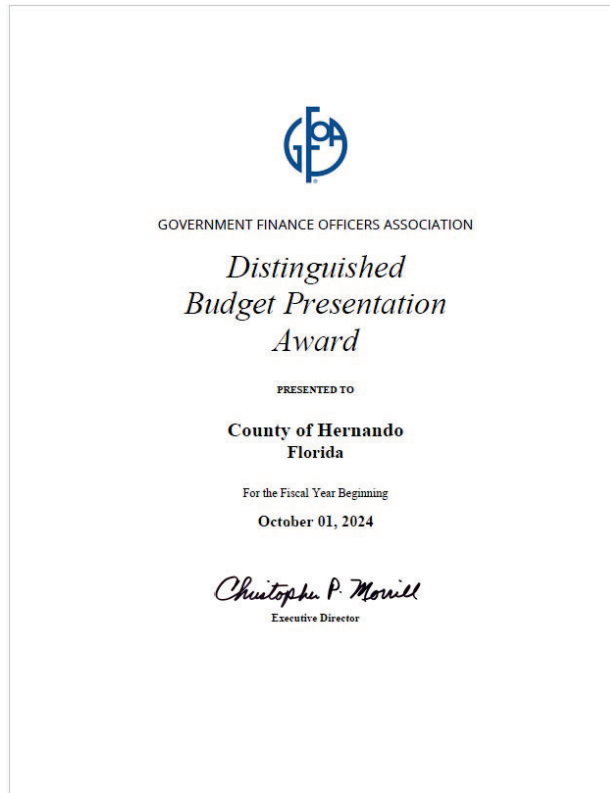 GFOA
®
GOVERNMENT FINANCE OFFICERS ASSOCIATION
Distinguished
Budget Presentation
Award
PRESENTED TO
County of Hernando
Florida
For the Fiscal Year Beginning
October 01, 2024
Christopher P. Morrill
Executive Director